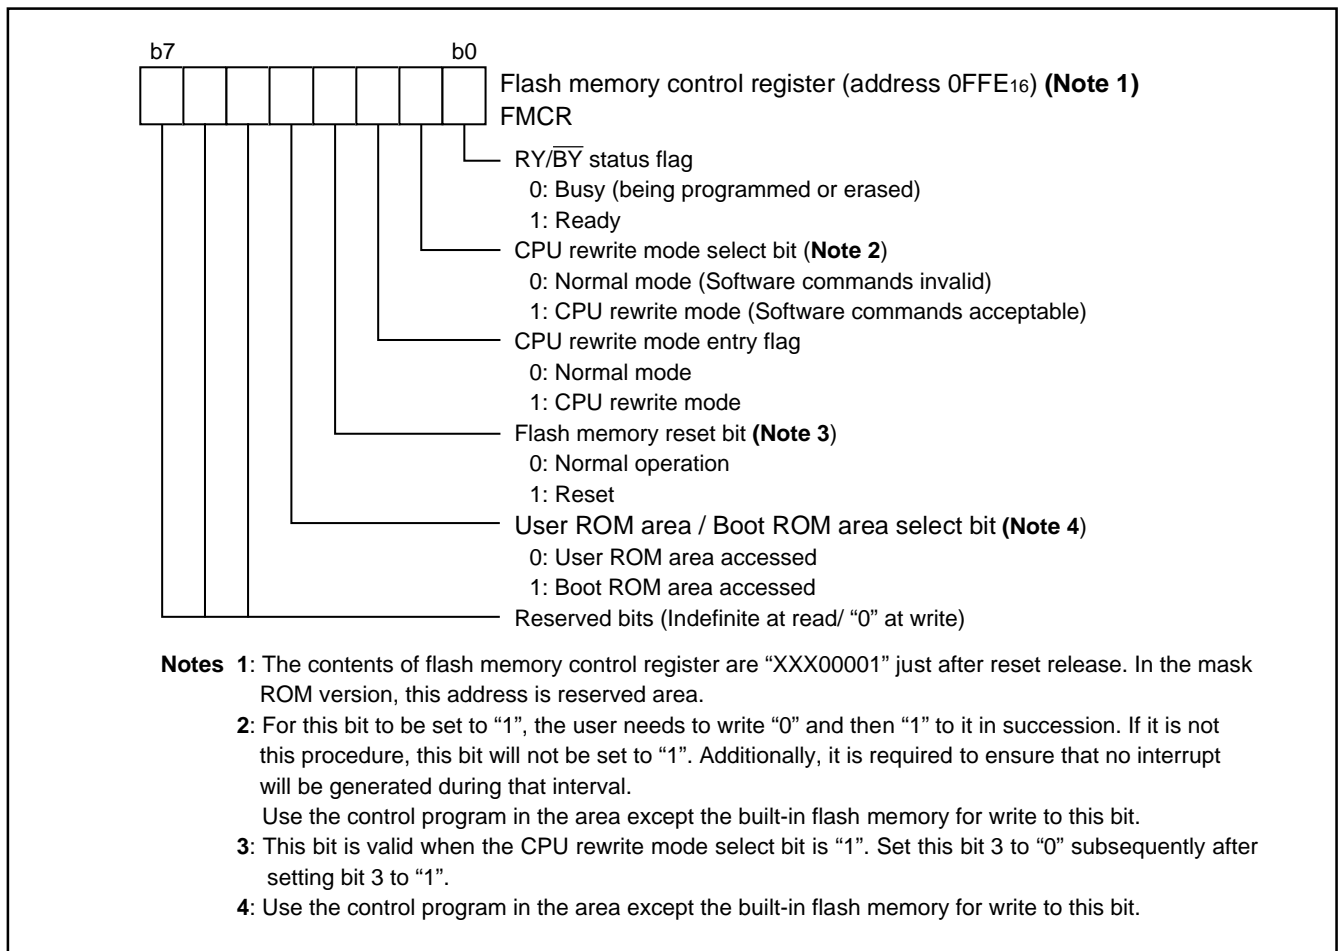 b7 b0
Flash memory control register (address 0FFE16) (Note 1)
FMCR
RY/B̅Y̅ status flag
0: Busy (being programmed or erased)
1: Ready
CPU rewrite mode select bit (Note 2)
0: Normal mode (Software commands invalid)
1: CPU rewrite mode (Software commands acceptable)
CPU rewrite mode entry flag
0: Normal mode
1: CPU rewrite mode
Flash memory reset bit (Note 3)
0: Normal operation
1: Reset
User ROM area / Boot ROM area select bit (Note 4)
0: User ROM area accessed
1: Boot ROM area accessed
Reserved bits (Indefinite at read/ “0” at write)
Notes 1: The contents of flash memory control register are “XXX00001” just after reset release. In the mask
ROM version, this address is reserved area.
2: For this bit to be set to “1”, the user needs to write “0” and then “1” to it in succession. If it is not
this procedure, this bit will not be set to “1”. Additionally, it is required to ensure that no interrupt
will be generated during that interval.
Use the control program in the area except the built-in flash memory for write to this bit.
3: This bit is valid when the CPU rewrite mode select bit is “1”. Set this bit 3 to “0” subsequently after
setting bit 3 to “1”.
4: Use the control program in the area except the built-in flash memory for write to this bit.